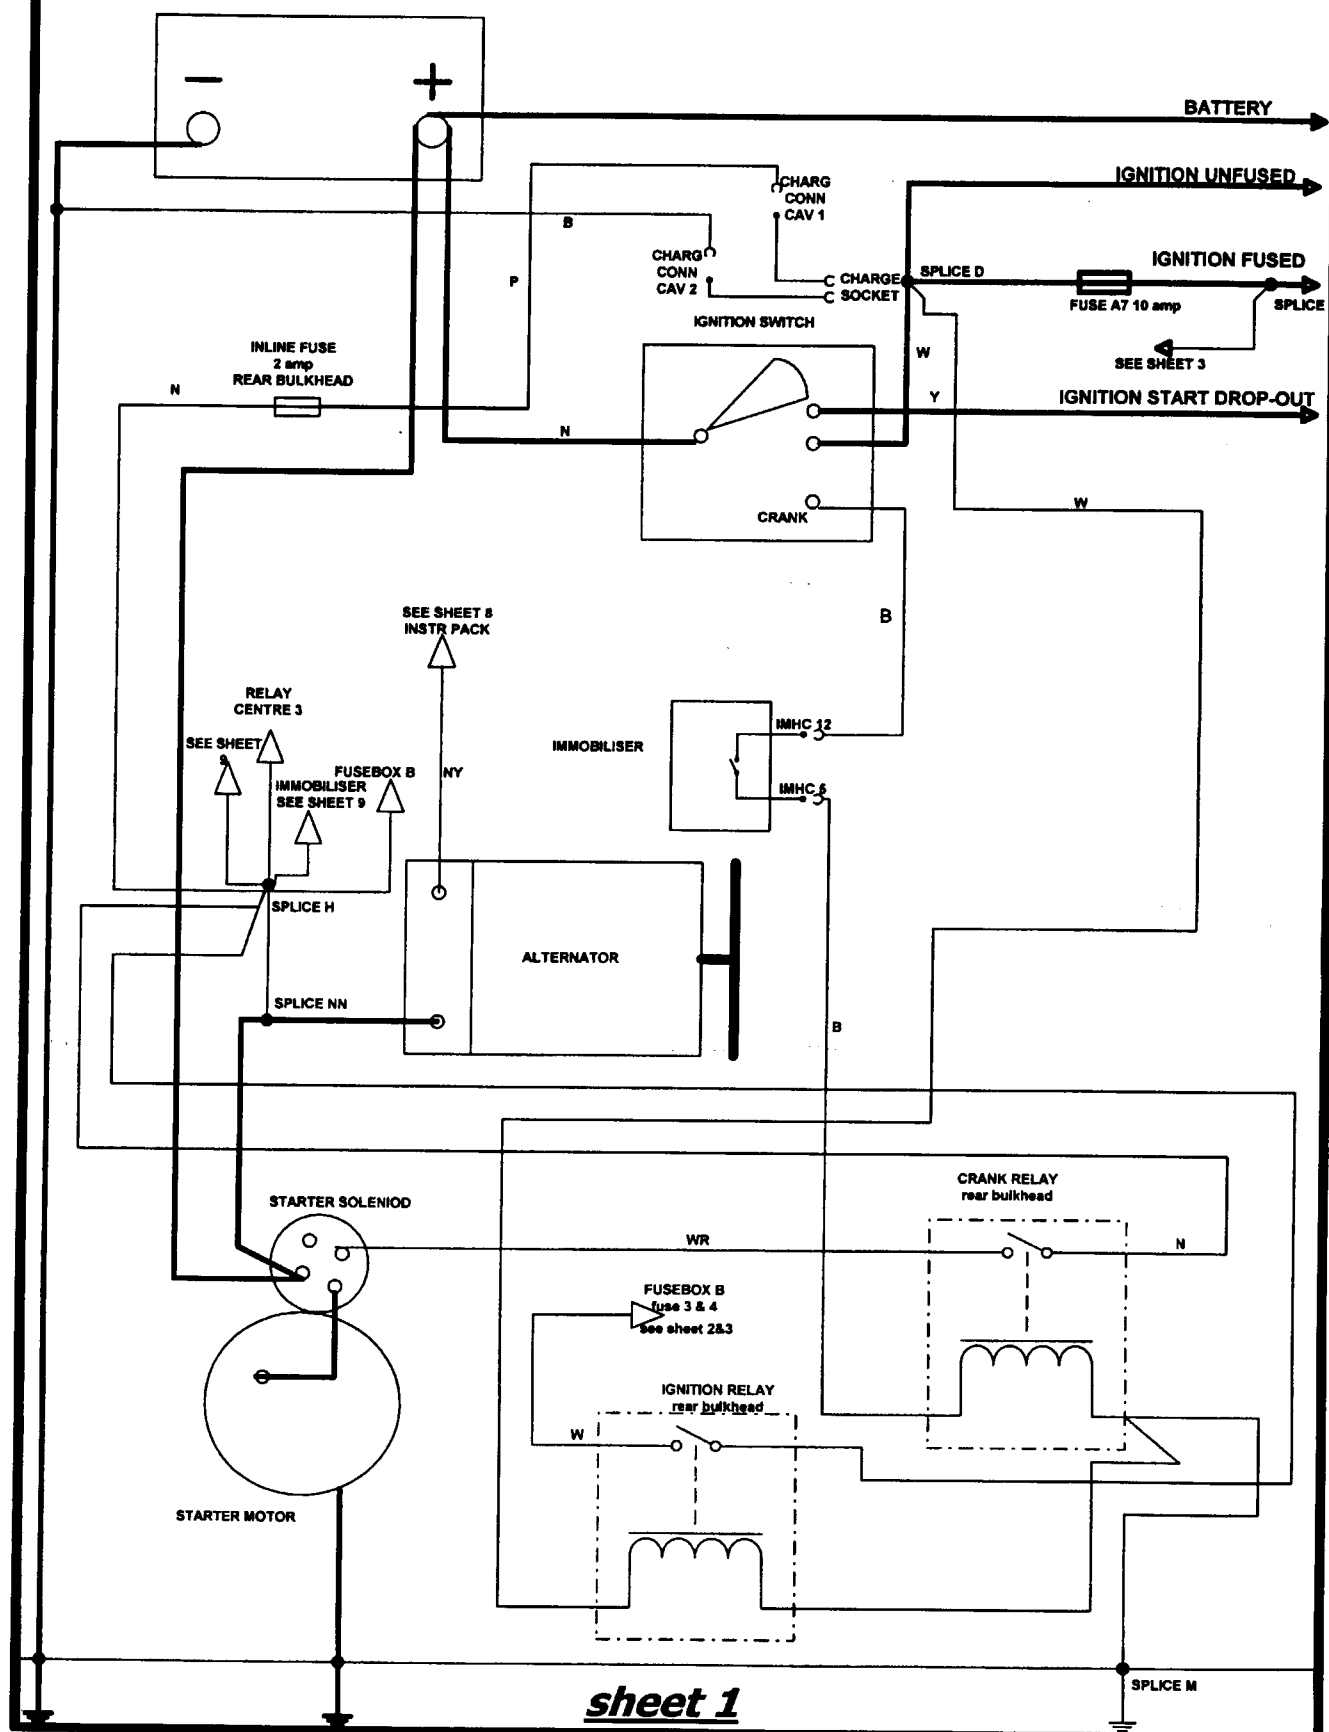 −
+
BATTERY
IGNITION UNFUSED
CHARG
CONN
CAV 1
B
CHARG
CONN
CAV 2
P
CHARGE
SOCKET
SPLICE D
IGNITION FUSED
FUSE A7 10 amp
SPLICE
SEE SHEET 3
IGNITION SWITCH
INLINE FUSE
2 amp
REAR BULKHEAD
N
W
Y
IGNITION START DROP-OUT
N
CRANK
W
B
SEE SHEET 8
INSTR PACK
RELAY
CENTRE 3
SEE SHEET
9
FUSEBOX B
IMMOBILISER
SEE SHEET 9
NY
IMMOBILISER
IMHC 12
IMHC 6
SPLICE H
ALTERNATOR
SPLICE NN
B
STARTER SOLENIOD
CRANK RELAY
rear bulkhead
WR
N
FUSEBOX B
fuse 3 & 4
see sheet 2&3
IGNITION RELAY
rear bulkhead
W
STARTER MOTOR
SPLICE M
sheet 1